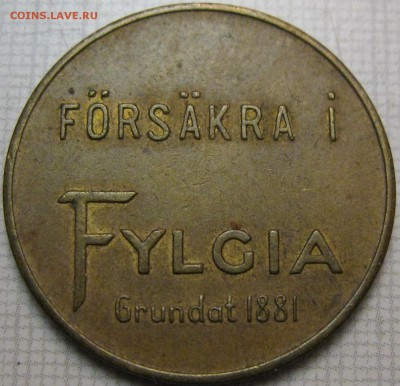 COINS.LAVE.RU
FÖRSÄKRA i
FYLGIA
Grundat 1881